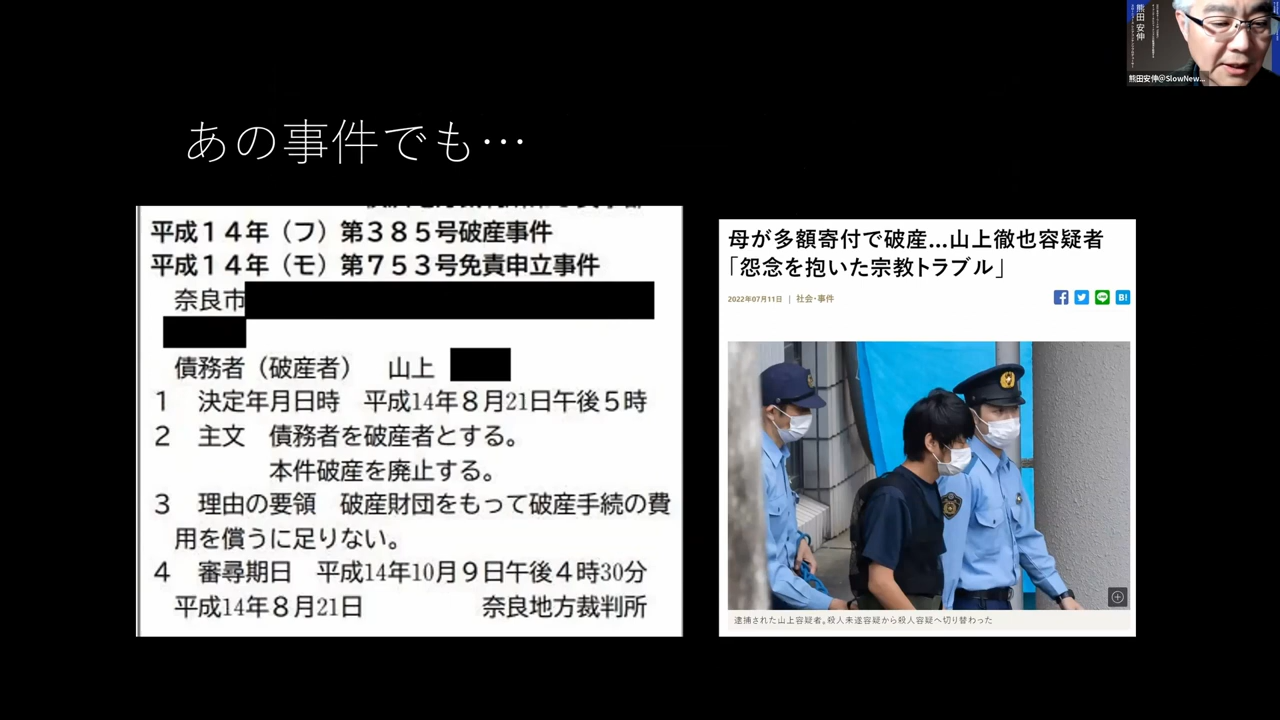 熊田安伸
熊田安伸@SlowNew...
あの事件でも…
平成14年（フ）第385号破産事件
平成14年（モ）第753号免責申立事件
奈良市
債務者（破産者） 山上
1 決定年月日時 平成14年8月21日午後5時
2 主文 債務者を破産者とする。
本件破産を廃止する。
3 理由の要領 破産財団をもって破産手続の費
用を償うに足りない。
4 審尋期日 平成14年10月9日午後4時30分
平成14年8月21日 奈良地方裁判所
母が多額寄付で破産...山上徹也容疑者
「怨念を抱いた宗教トラブル」
2022年07月11日 | 社会・事件
LINE
B!
逮捕された山上容疑者。殺人未遂容疑から殺人容疑へ切り替わった